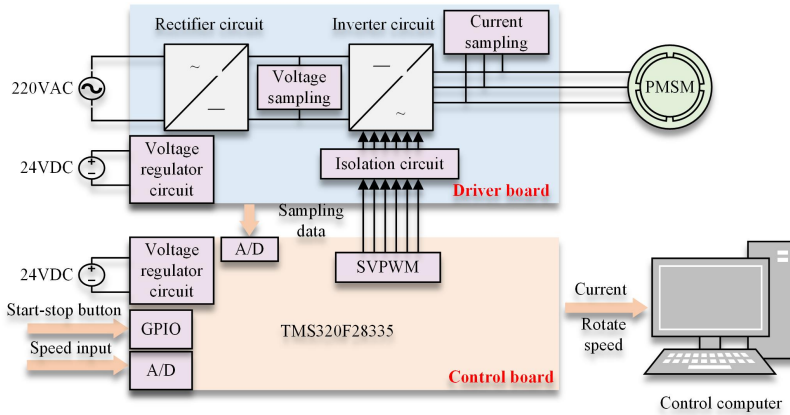 Rectifier circuit
Inverter circuit
Current
sampling
~
—
Voltage
sampling
—
~
220VAC
PMSM
24VDC
Voltage
regulator
circuit
Isolation circuit
Driver board
Sampling
data
A/D
SVPWM
24VDC
Voltage
regulator
circuit
Start-stop button
GPIO
TMS320F28335
Speed input
A/D
Control board
Current
Rotate
speed
Control computer